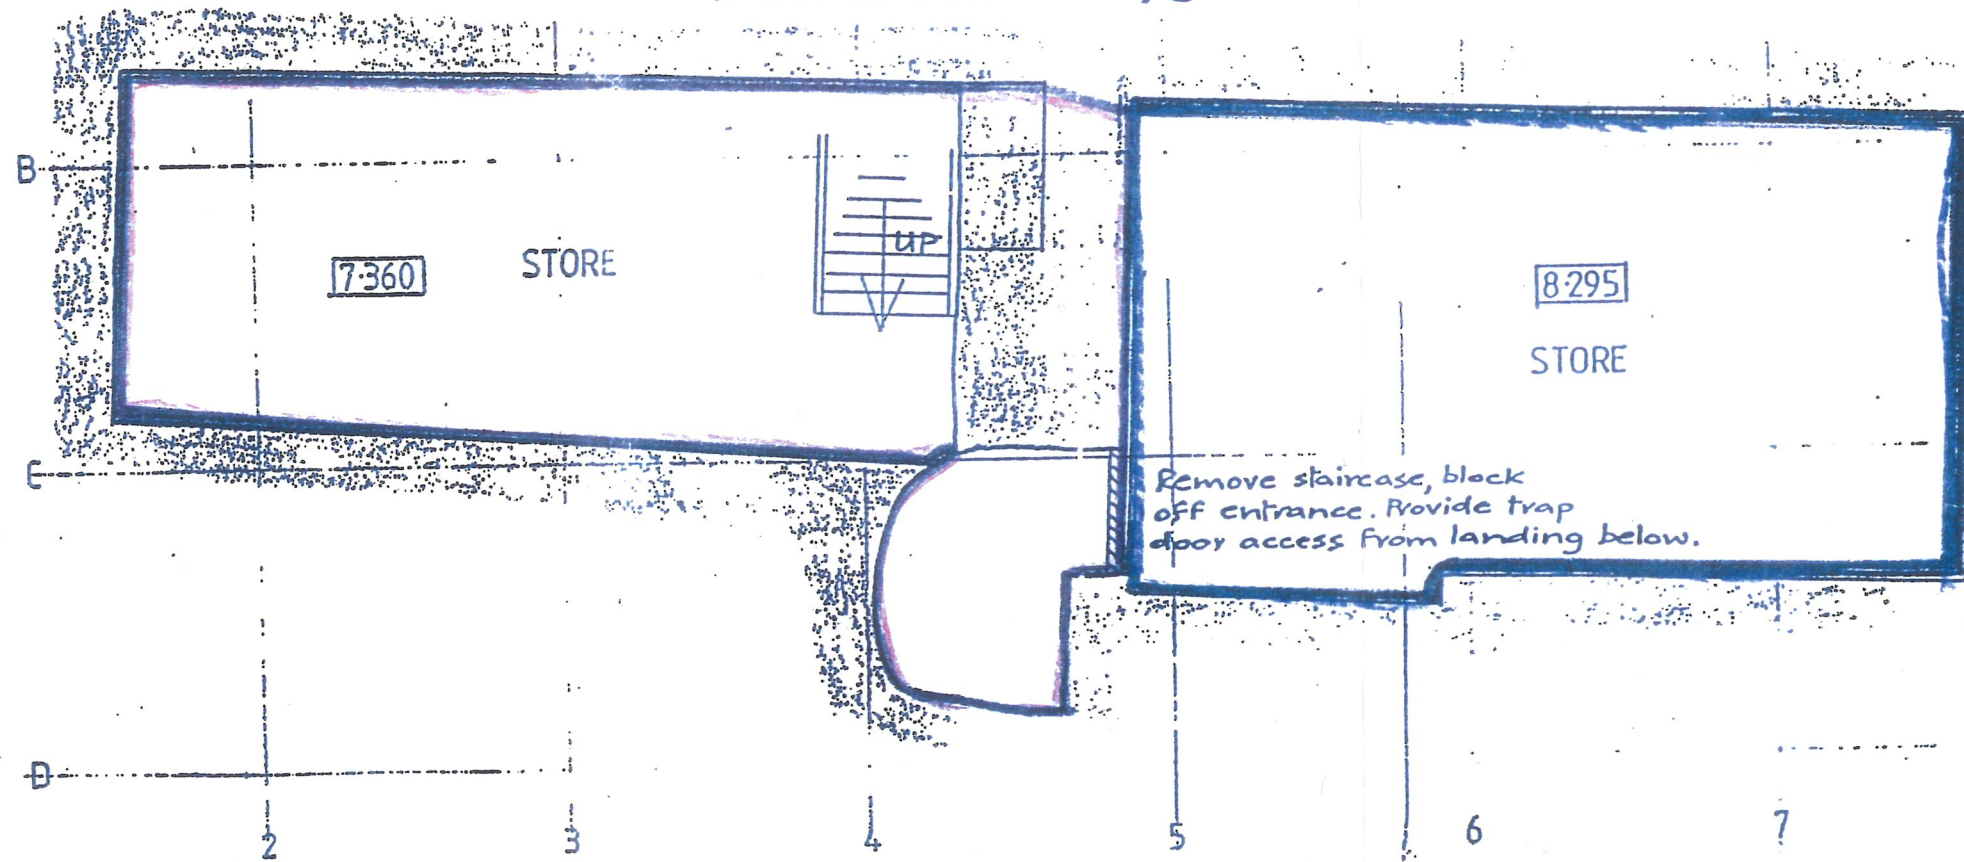 B
7·360
STORE
UP
8·295
STORE
Remove staircase, block
off entrance. Provide trap
door access from landing below.
D
2
3
4
5
6
7